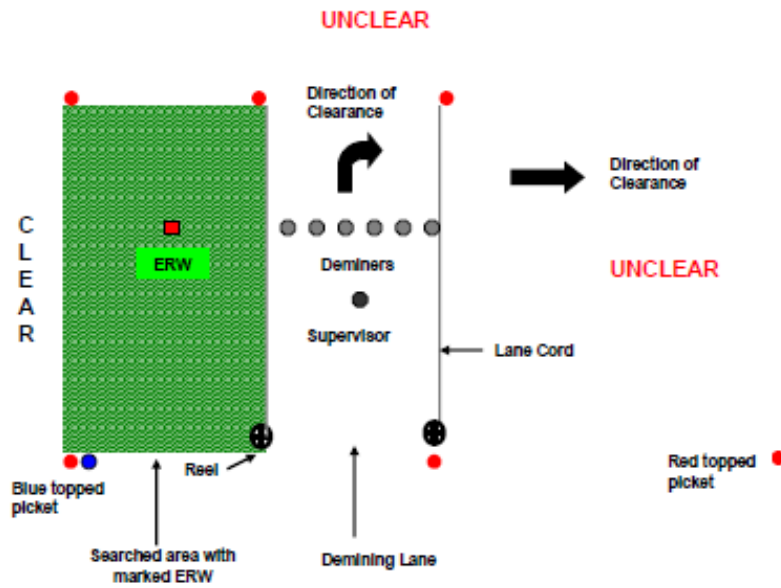 UNCLEAR
Direction of
Clearance
Direction of
Clearance
CLEAR
ERW
Deminers
UNCLEAR
Supervisor
Lane Cord
Reel
Blue topped
picket
Red topped
picket
Searched area with
marked ERW
Demining Lane